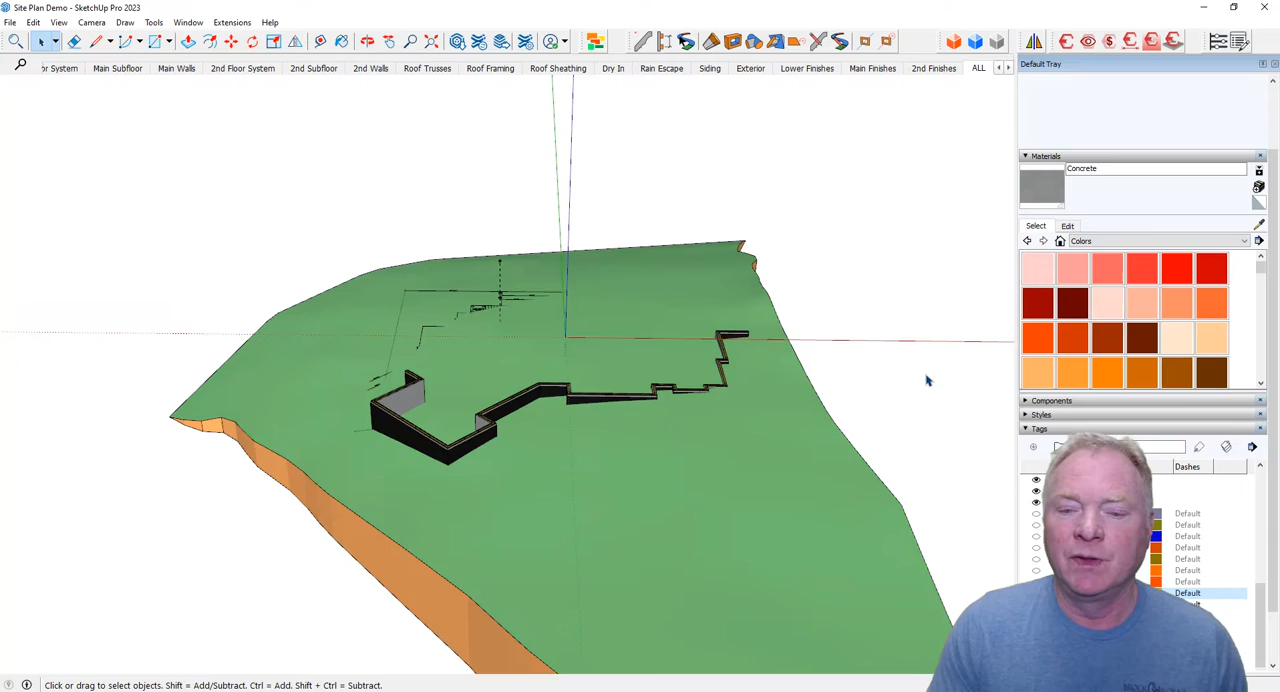 Site Plan Demo - SketchUp Pro 2023
File Edit View Camera Draw Tools Window Extensions Help
or System Main Subfloor Main Walls 2nd Floor System 2nd Subfloor 2nd Walls Roof Trusses Roof Framing Roof Sheathing Dry In Rain Escape Siding Exterior Lower Finishes Main Finishes 2nd Finishes ALL
Default Tray
Materials
Concrete
Select Edit
Colors
Components
Styles
Tags
Dashes
Default
Default
Default
Default
Default
Default
Default
Default
Click or drag to select objects. Shift = Add/Subtract. Ctrl = Add. Shift + Ctrl = Subtract.